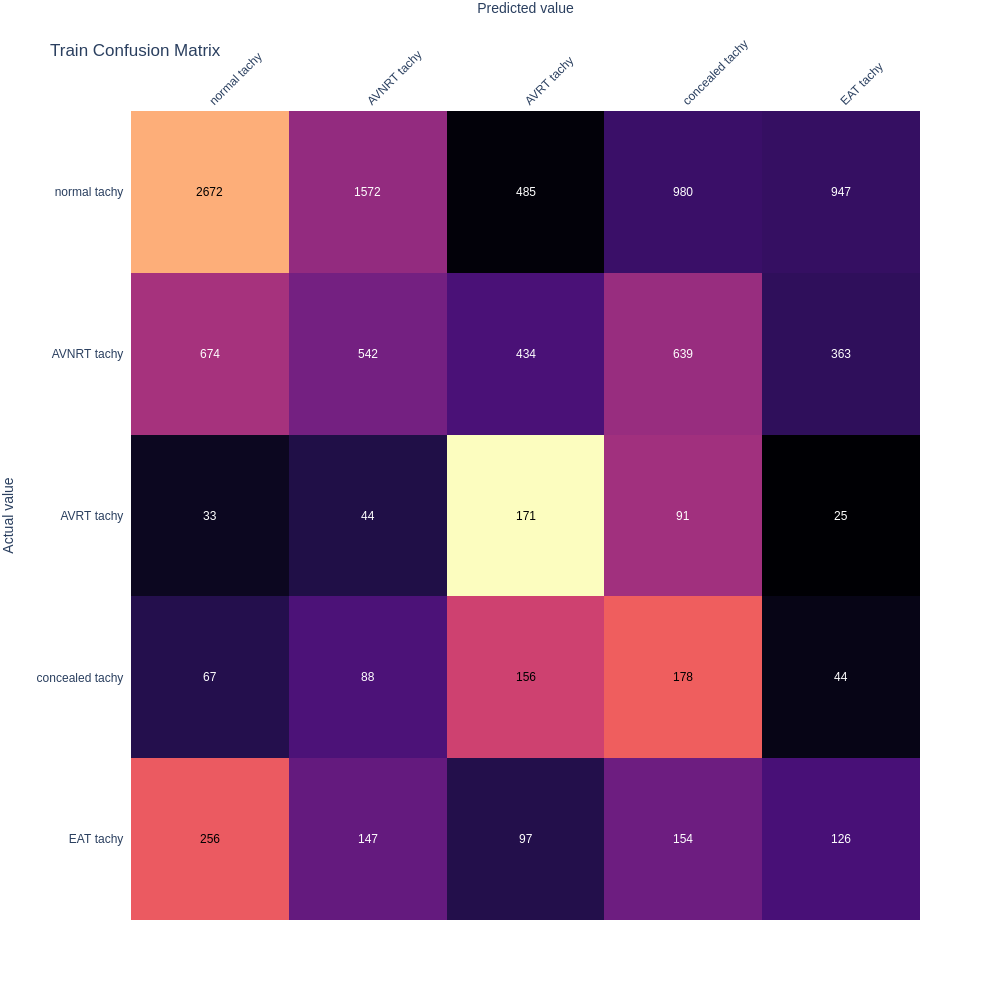 Predicted value
Train Confusion Matrix
normal tachy
AVNRT tachy
AVRT tachy
concealed tachy
EAT tachy
Actual value
normal tachy 2672 1572 485 980 947
AVNRT tachy 674 542 434 639 363
AVRT tachy 33 44 171 91 25
concealed tachy 67 88 156 178 44
EAT tachy 256 147 97 154 126